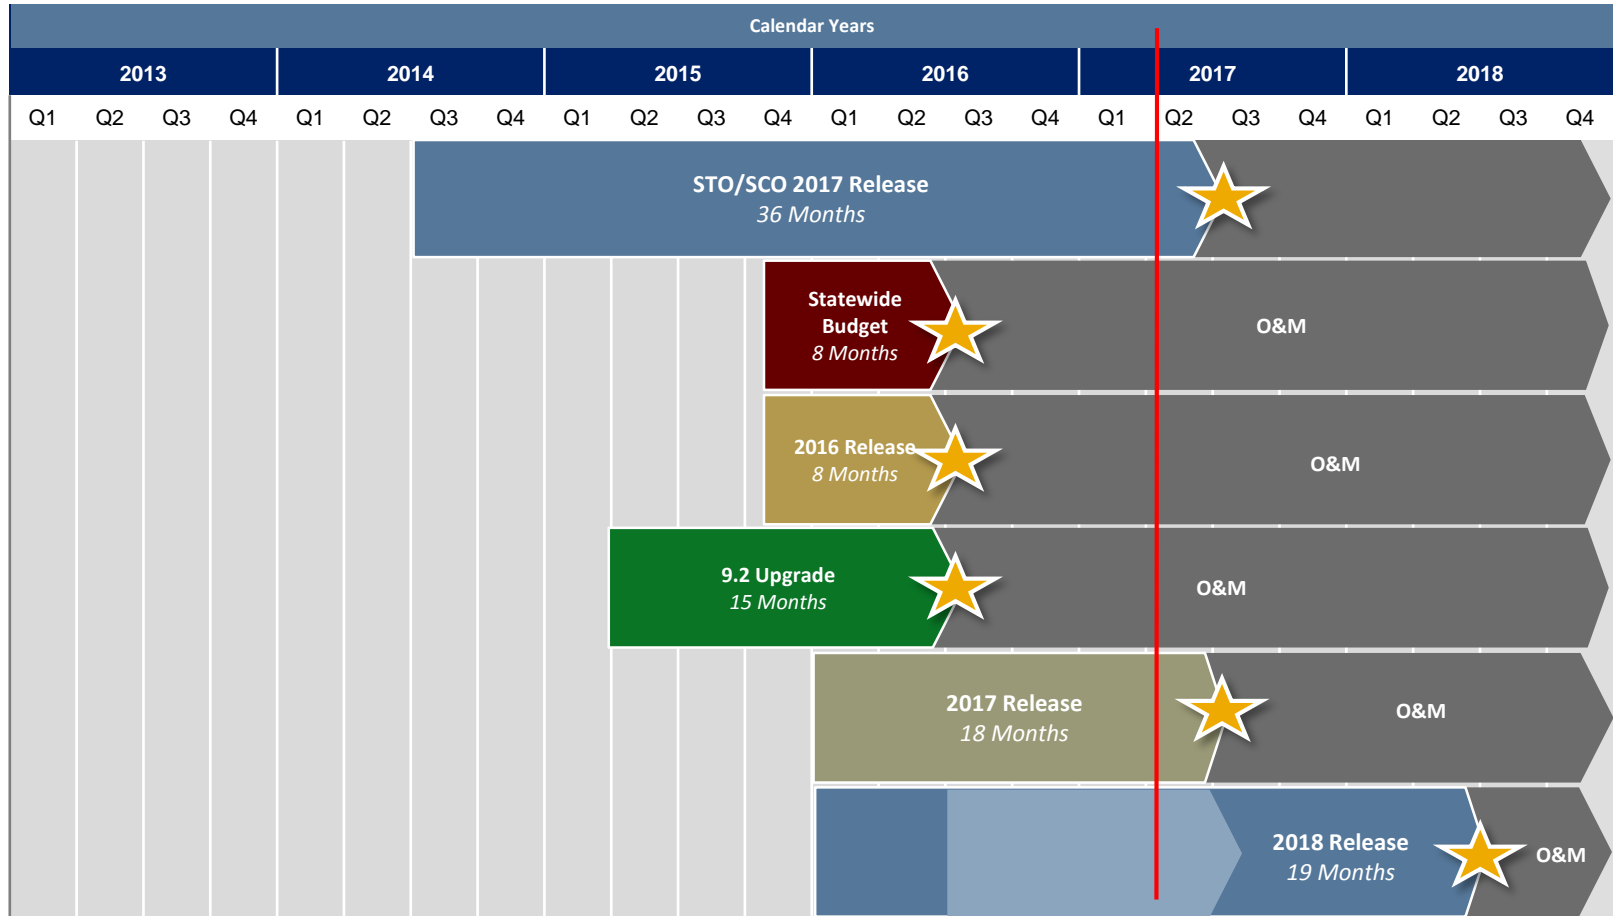 Calendar Years
2013 2014 2015 2016 2017 2018
Q1 Q2 Q3 Q4 Q1 Q2 Q3 Q4 Q1 Q2 Q3 Q4 Q1 Q2 Q3 Q4 Q1 Q2 Q3 Q4 Q1 Q2 Q3 Q4
STO/SCO 2017 Release
36 Months
Statewide
Budget
8 Months
O&M
2016 Release
8 Months
O&M
9.2 Upgrade
15 Months
O&M
2017 Release
18 Months
O&M
2018 Release
19 Months
O&M